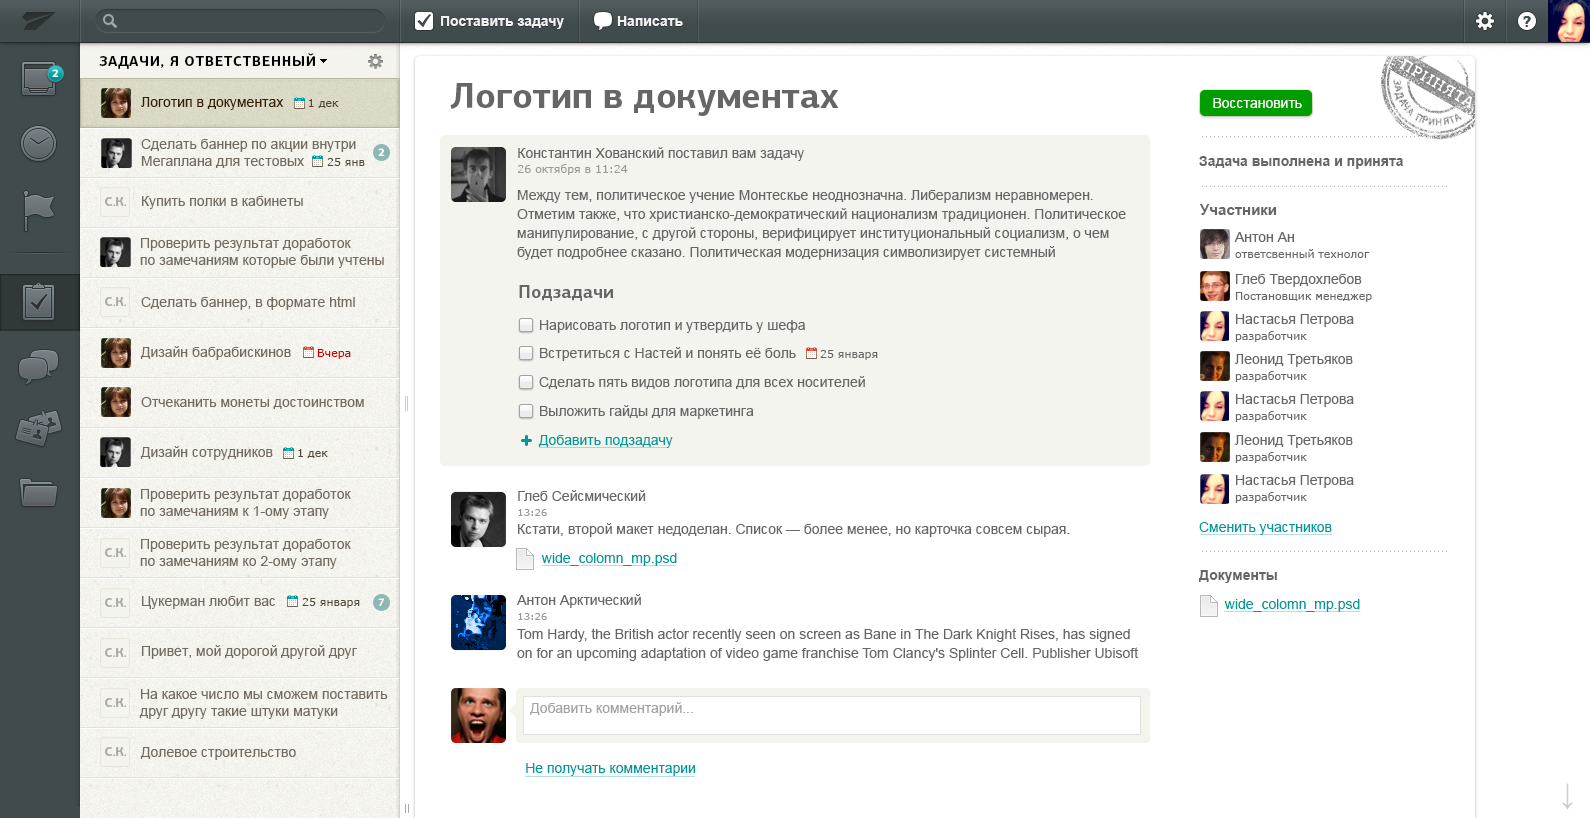 Поставить задачу
Написать
2
ЗАДАЧИ, Я ОТВЕТСТВЕННЫЙ
Логотип в документах 1 дек
Сделать баннер по акции внутри
Мегаплана для тестовых 25 янв
2
С.К. Купить полки в кабинеты
Проверить результат доработок
по замечаниям которые были учтены
С.К. Сделать баннер, в формате html
Дизайн бабрабискинов Вчера
Отчеканить монеты достоинством
Дизайн сотрудников 1 дек
Проверить результат доработок
по замечаниям к 1-ому этапу
С.К. Проверить результат доработок
по замечаниям ко 2-ому этапу
С.К. Цукерман любит вас 25 января 7
С.К. Привет, мой дорогой другой друг
С.К. На какое число мы сможем поставить
друг другу такие штуки матуки
С.К. Долевое строительство
Логотип в документах
Константин Хованский поставил вам задачу
26 октября в 11:24
Между тем, политическое учение Монтескье неоднозначна. Либерализм неравномерен.
Отметим также, что христианско-демократический национализм традиционен. Политическое
манипулирование, с другой стороны, верифицирует институциональный социализм, о чем
будет подробнее сказано. Политическая модернизация символизирует системный
Подзадачи
Нарисовать логотип и утвердить у шефа
Встретиться с Настей и понять её боль 25 января
Сделать пять видов логотипа для всех носителей
Выложить гайды для маркетинга
Добавить подзадачу
Глеб Сейсмический
13:26
Кстати, второй макет недоделан. Список — более менее, но карточка совсем сырая.
wide_colomn_mp.psd
Антон Арктический
13:26
Tom Hardy, the British actor recently seen on screen as Bane in The Dark Knight Rises, has signed
on for an upcoming adaptation of video game franchise Tom Clancy's Splinter Cell. Publisher Ubisoft
Добавить комментарий...
Не получать комментарии
Восстановить
ПРИНЯТА
ЗАДАЧА ПРИНЯТА
Задача выполнена и принята
Участники
Антон Ан
ответсвенный технолог
Глеб Твердохлебов
Постановщик менеджер
Настасья Петрова
разработчик
Леонид Третьяков
разработчик
Настасья Петрова
разработчик
Леонид Третьяков
разработчик
Настасья Петрова
разработчик
Сменить участников
Документы
wide_colomn_mp.psd